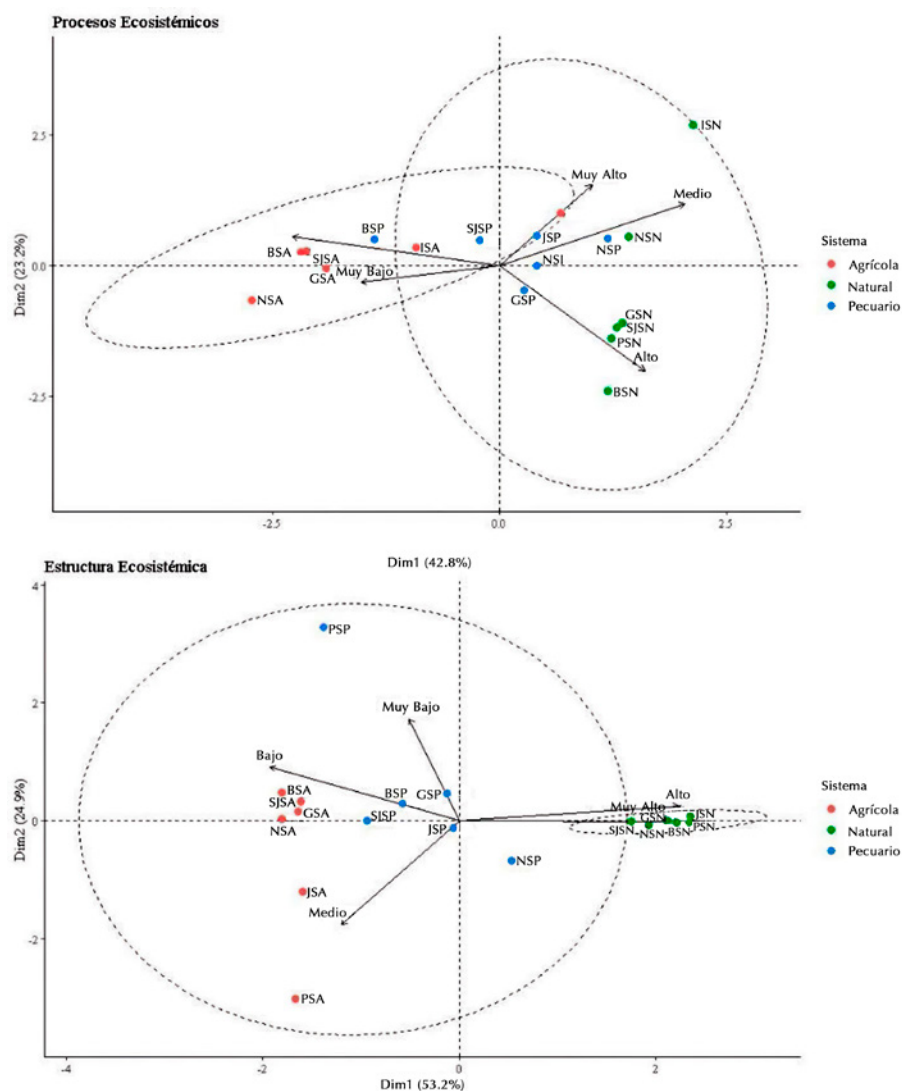 Procesos Ecosistémicos
Dim2 (23.2%)
2.5
0.0
-2.5
ISN
Muy Alto
Medio
BSP
ISA
SJSP
JSP
NSP
NSN
BSA
SJSA
GSA
Muy Bajo
NSI
NSA
GSP
GSN
SJSN
PSN
Alto
BSN
-2.5
0.0
2.5
Dim1 (42.8%)
Sistema
Agrícola
Natural
Pecuario
Estructura Ecosistémica
Dim2 (24.9%)
4
2
0
-2
PSP
Muy Bajo
Bajo
BSA
SJSA
GSA
NSA
BSP
GSP
SJSP
JSP
NSP
Alto
Muy Alto
JSN
GSN
SJSN
NSN
BSN
PSN
JSA
Medio
PSA
-4
-2
0
2
Dim1 (53.2%)
Sistema
Agrícola
Natural
Pecuario